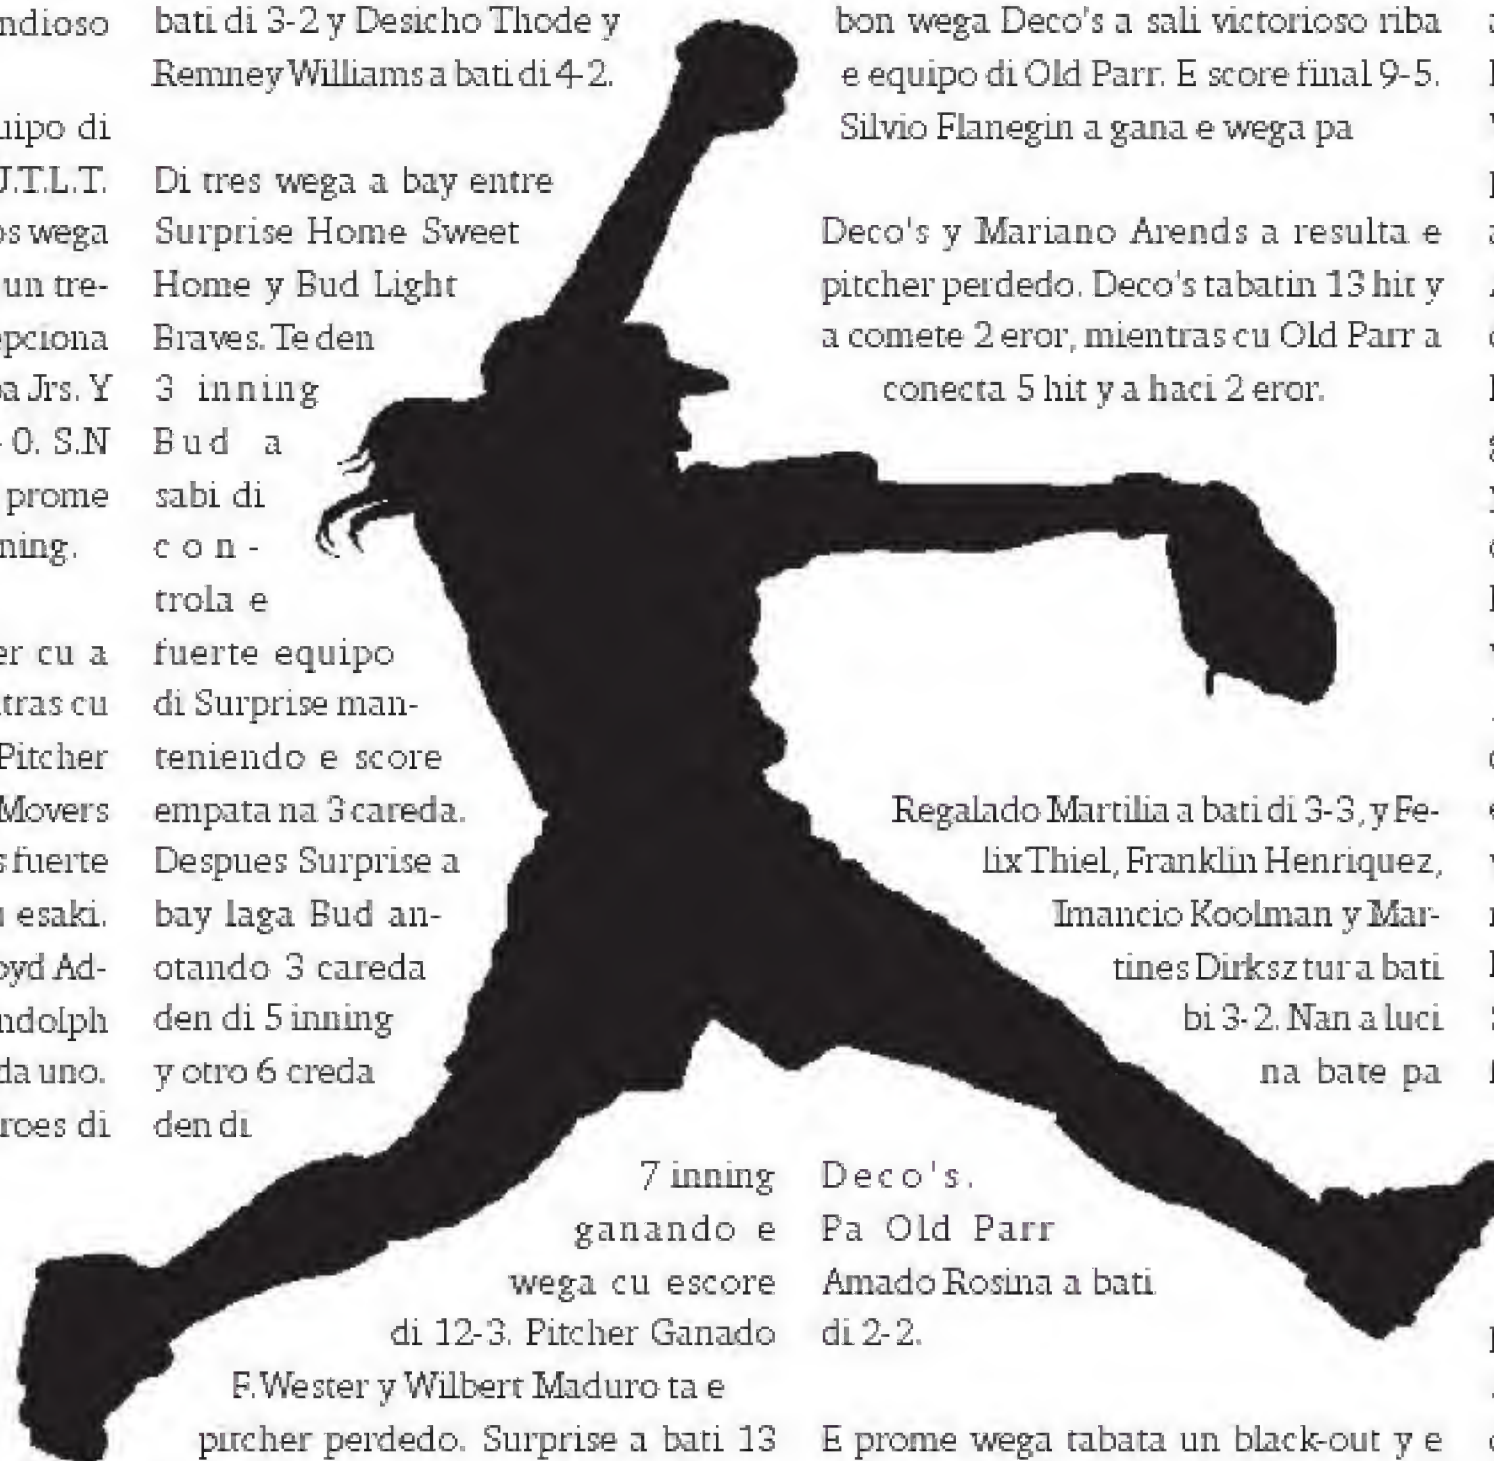 ndioso
uipo di
J.T.L.T.
os wega
un tre-
epciona
pa Jrs. Y
0. S.N
prome
ning.
er cu a
tras cu
Pitcher
Movers
s fuerte
esaki.
oyd Ad-
ndolph
da uno.
roes di
bati di 3-2 y Desicho Thode y
Remney Williams a bati di 4-2.
Di tres wega a bay entre
Surprise Home Sweet
Home y Bud Light
Braves. Te den
3 inning
Bud a
sabi di
con-
trola e
fuerte equipo
di Surprise man-
teniendo e score
empata na 3 careda.
Despues Surprise a
bay laga Bud an-
otando 3 careda
den di 5 inning
y otro 6 creda
den di
7 inning
ganando e
wega cu escore
di 12-3. Pitcher Ganado
F. Wester y Wilbert Maduro ta e
pitcher perdedo. Surprise a bati 13
bon wega Deco's a sali victorioso riba
e equipo di Old Parr. E score final 9-5.
Silvio Flanegin a gana e wega pa
Deco's y Mariano Arends a resulta e
pitcher perdedo. Deco's tabatin 13 hit y
a comete 2 eror, mientras cu Old Parr a
conecta 5 hit y a haci 2 eror.
Regalado Martilia a bati di 3-3, y Fe-
lix Thiel, Franklin Henriquez,
Imancio Koolman y Mar-
tines Dirksz tur a bati
bi 3-2. Nan a luci
na bate pa
Deco's.
Pa Old Parr
Amado Rosina a bati
di 2-2.
E prome wega tabata un black-out y e